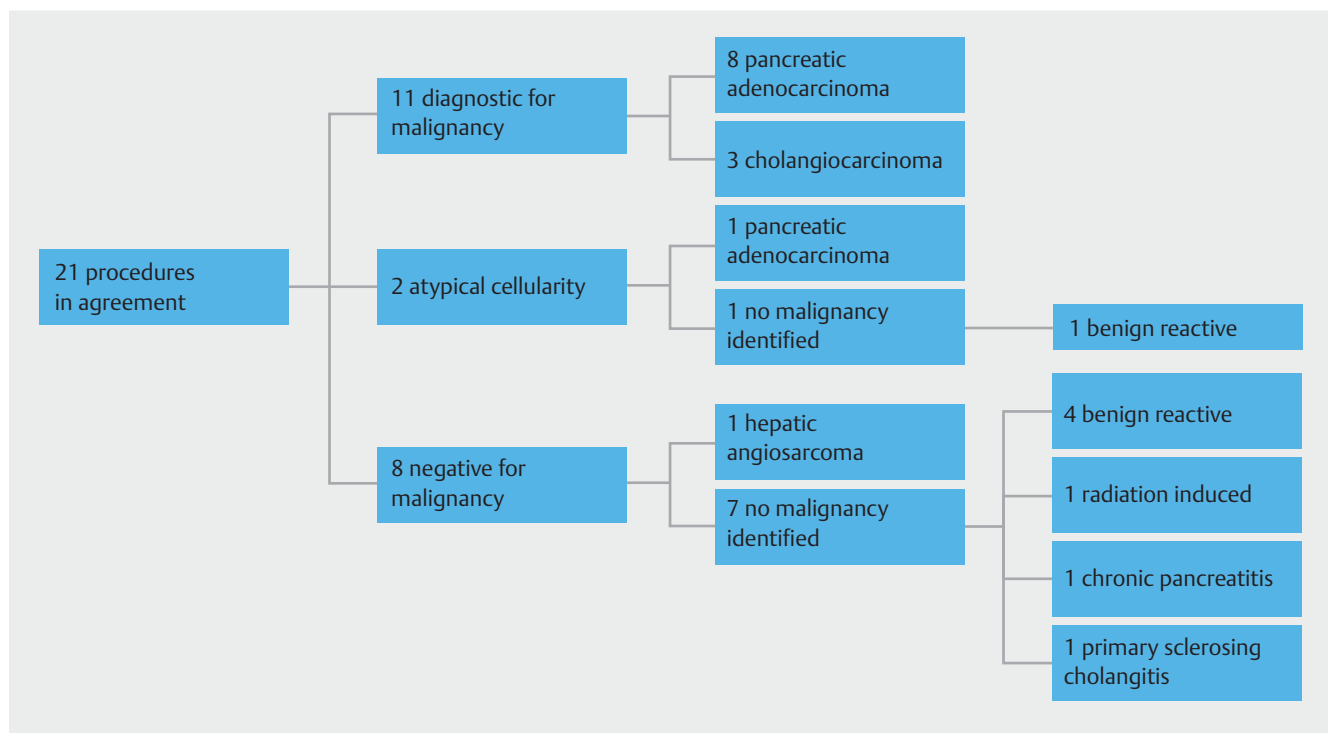 21 procedures
in agreement
11 diagnostic for
malignancy
8 pancreatic
adenocarcinoma
3 cholangiocarcinoma
2 atypical cellularity
1 pancreatic
adenocarcinoma
1 no malignancy
identified
1 benign reactive
8 negative for
malignancy
1 hepatic
angiosarcoma
7 no malignancy
identified
4 benign reactive
1 radiation induced
1 chronic pancreatitis
1 primary sclerosing
cholangitis